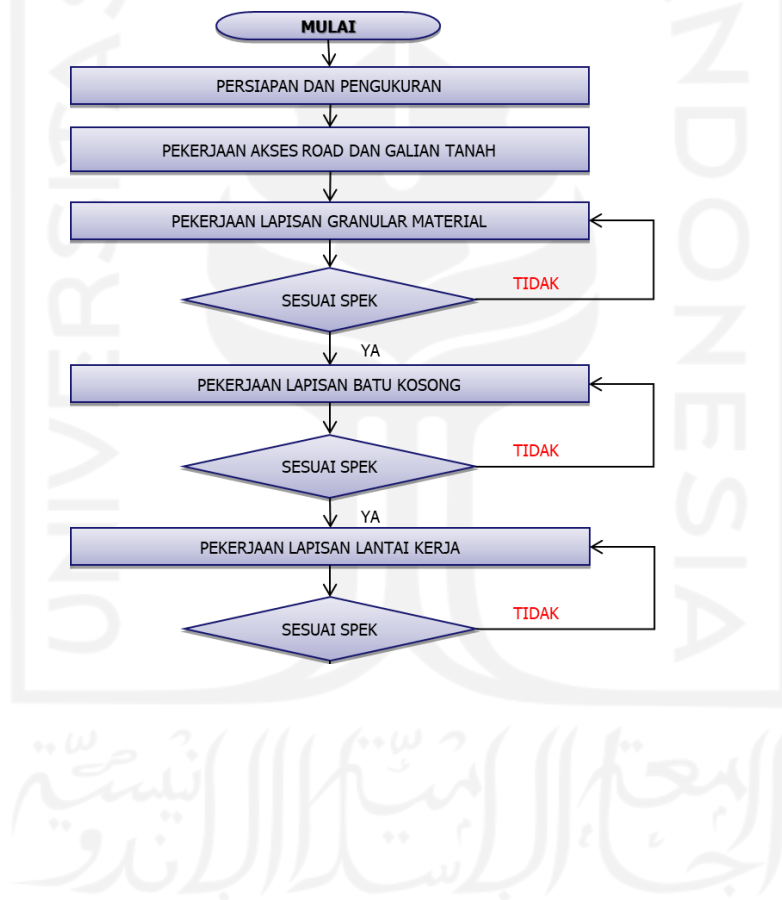 MULAI
PERSIAPAN DAN PENGUKURAN
PEKERJAAN AKSES ROAD DAN GALIAN TANAH
PEKERJAAN LAPISAN GRANULAR MATERIAL
SESUAI SPEK
TIDAK
YA
PEKERJAAN LAPISAN BATU KOSONG
SESUAI SPEK
TIDAK
YA
PEKERJAAN LAPISAN LANTAI KERJA
SESUAI SPEK
TIDAK